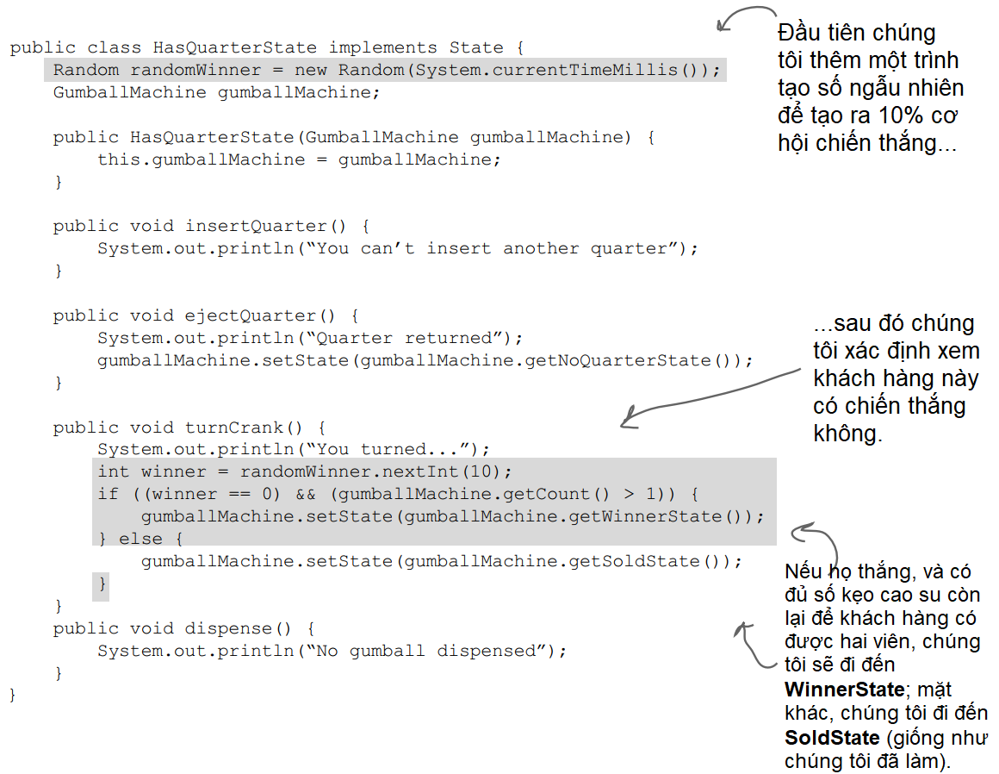 public class HasQuarterState implements State {
Random randomWinner = new Random(System.currentTimeMillis());
GumballMachine gumballMachine;
public HasQuarterState(GumballMachine gumballMachine) {
this.gumballMachine = gumballMachine;
}
public void insertQuarter() {
System.out.println(“You can’t insert another quarter”);
}
public void ejectQuarter() {
System.out.println(“Quarter returned”);
gumballMachine.setState(gumballMachine.getNoQuarterState());
}
public void turnCrank() {
System.out.println(“You turned...”);
int winner = randomWinner.nextInt(10);
if ((winner == 0) && (gumballMachine.getCount() > 1)) {
gumballMachine.setState(gumballMachine.getWinnerState());
} else {
gumballMachine.setState(gumballMachine.getSoldState());
}
}
public void dispense() {
System.out.println(“No gumball dispensed”);
}
}
Đầu tiên chúng
tôi thêm một trình
tạo số ngẫu nhiên
để tạo ra 10% cơ
hội chiến thắng...
...sau đó chúng
tôi xác định xem
khách hàng này
có chiến thắng
không.
Nếu họ thắng, và có
đủ số kẹo cao su còn
lại để khách hàng có
được hai viên, chúng
tôi sẽ đi đến
WinnerState; mặt
khác, chúng tôi đi đến
SoldState (giống như
chúng tôi đã làm).